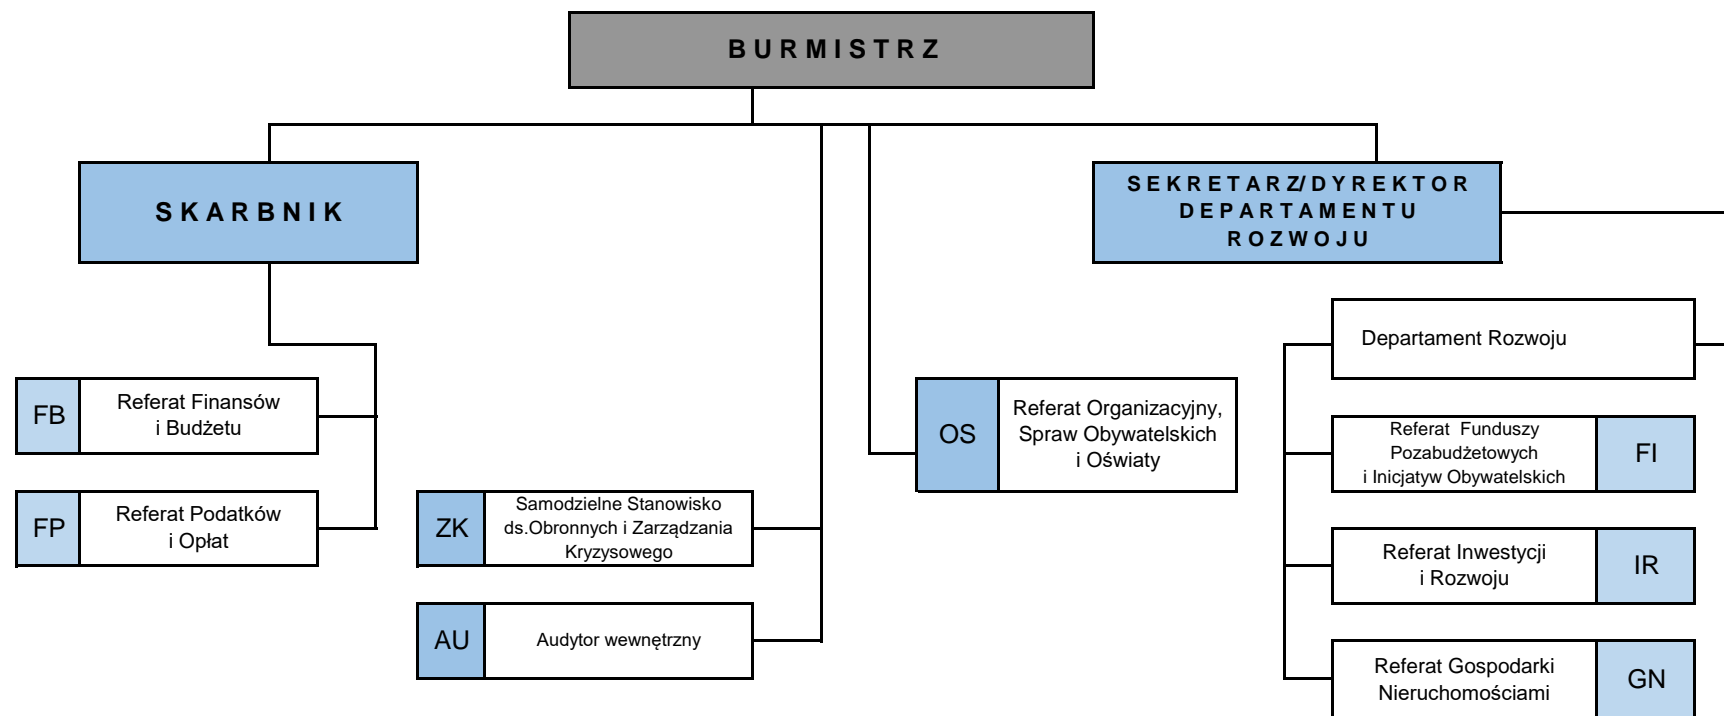 BURMISTRZ
SKARBNIK
SEKRETARZ/DYREKTOR
DEPARTAMENTU
ROZWOJU
Departament Rozwoju
FB
Referat Finansów
i Budżetu
FP
Referat Podatków
i Opłat
ZK
Samodzielne Stanowisko
ds.Obronnych i Zarządzania
Kryzysowego
AU
Audytor wewnętrzny
OS
Referat Organizacyjny,
Spraw Obywatelskich
i Oświaty
Referat Funduszy
Pozabudżetowych
i Inicjatyw Obywatelskich
FI
Referat Inwestycji
i Rozwoju
IR
Referat Gospodarki
Nieruchomościami
GN